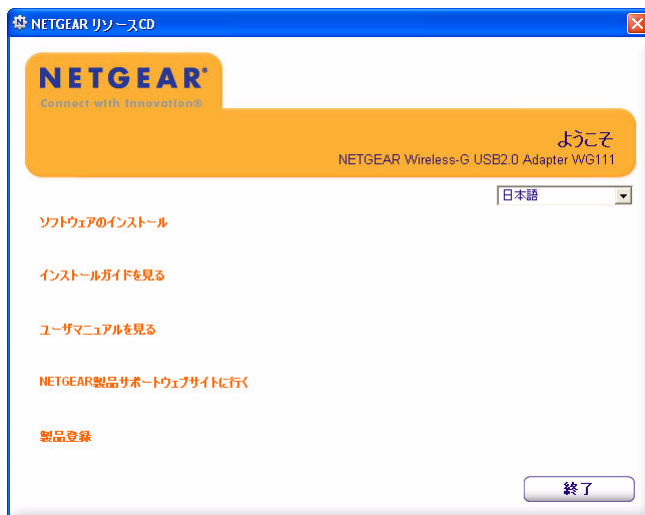 NETGEAR リソースCD
NETGEAR®
Connect with Innovation®
ようこそ
NETGEAR Wireless-G USB2.0 Adapter WG111
日本語
ソフトウェアのインストール
インストールガイドを見る
ユーザマニュアルを見る
NETGEAR製品サポートウェブサイトに行く
製品登録
終了